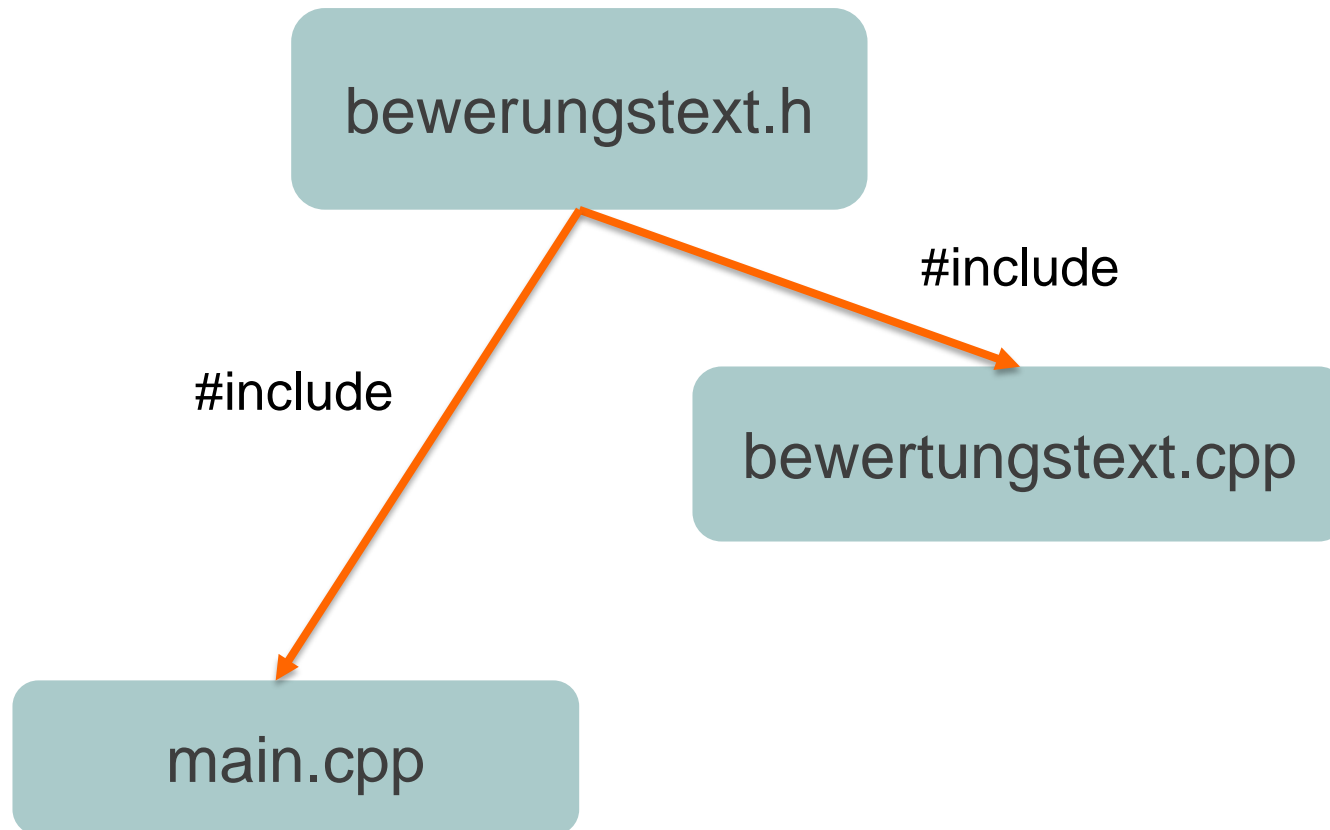 bewerungstext.h
#include
#include
bewertungstext.cpp
main.cpp